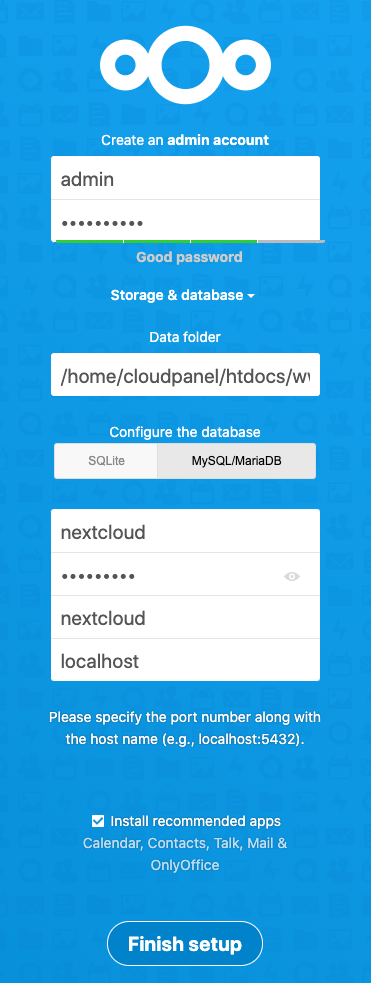 Create an admin account
admin
••••••••••
Good password
Storage & database
Data folder
/home/cloudpanel/htdocs/w
Configure the database
SQLite MySQL/MariaDB
nextcloud
•••••••••
nextcloud
localhost
Please specify the port number along with
the host name (e.g., localhost:5432).
Install recommended apps
Calendar, Contacts, Talk, Mail &
OnlyOffice
Finish setup